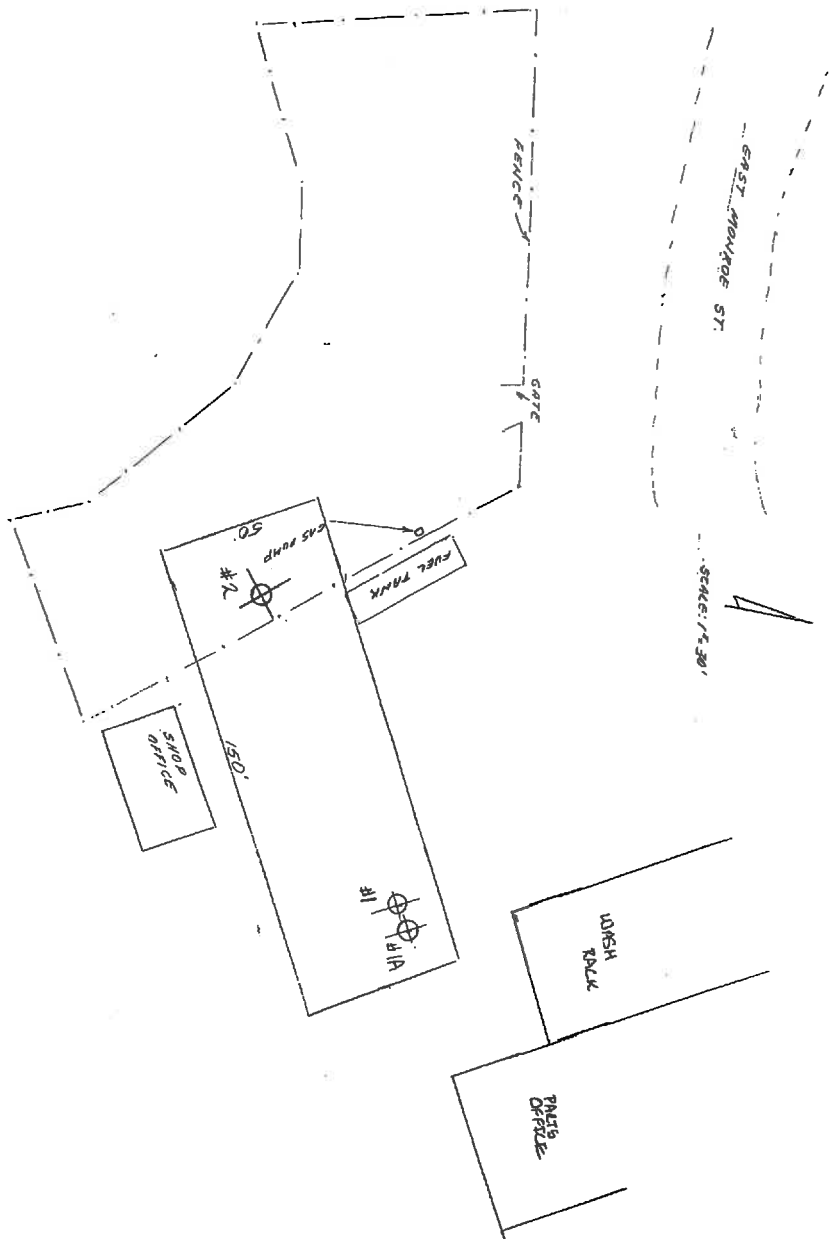 EAST MONROE ST.
FENCE
GATE
SCALE: 1"=30'
50'
GAS PUMP
FUEL TANK
#2
SHOP
OFFICE
150'
#1
#1A
WASH
RACK
PARTS
OFFICE